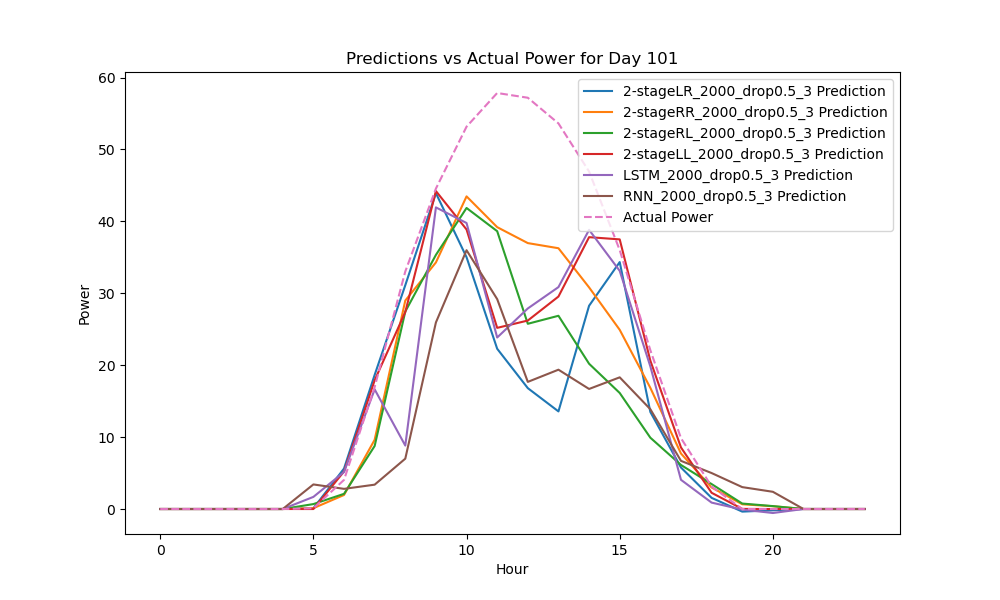 Predictions vs Actual Power for Day 101
2-stageLR_2000_drop0.5_3 Prediction
2-stageRR_2000_drop0.5_3 Prediction
2-stageRL_2000_drop0.5_3 Prediction
2-stageLL_2000_drop0.5_3 Prediction
LSTM_2000_drop0.5_3 Prediction
RNN_2000_drop0.5_3 Prediction
Actual Power
60
50
40
30
20
10
0
Power
0 5 10 15 20
Hour